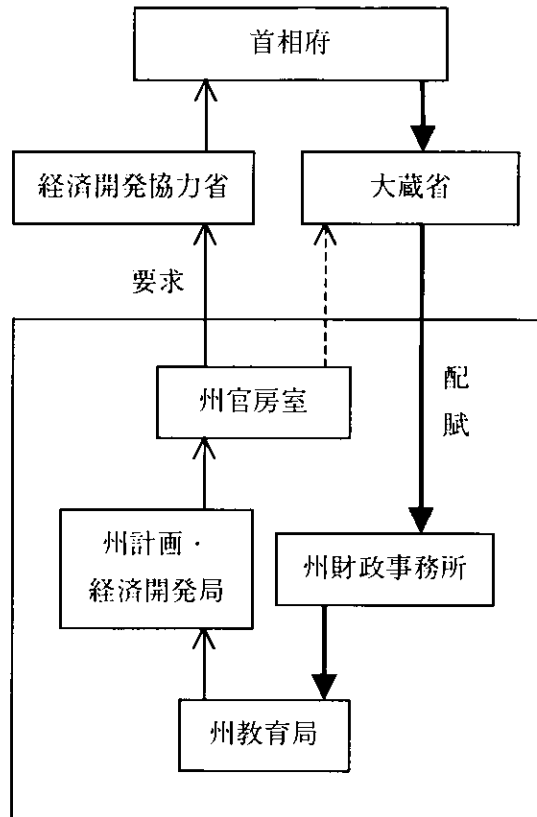 首相府
経済開発協力省
大蔵省
要求
州官房室
配
賦
州計画・
経済開発局
州財政事務所
州教育局